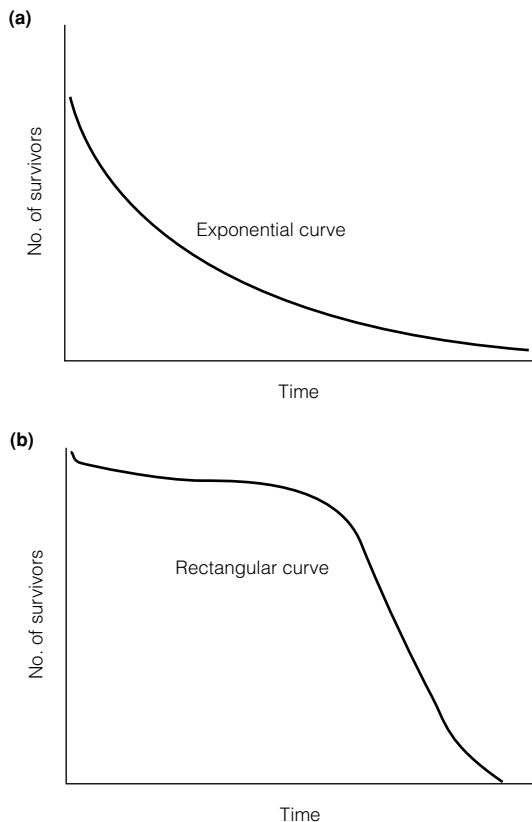 (a)
No. of survivors
Exponential curve
Time
(b)
No. of survivors
Rectangular curve
Time